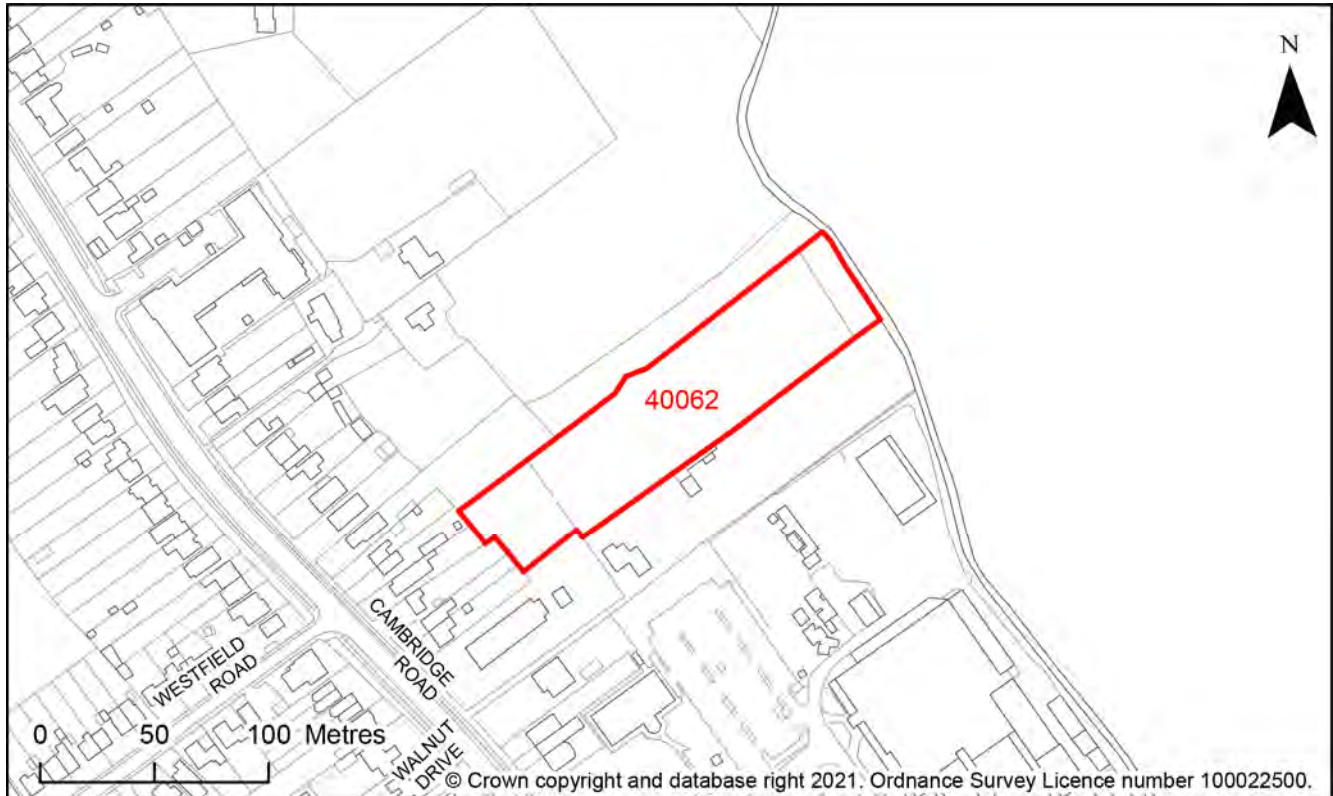 N
40062
CAMBRIDGE
ROAD
WESTFIELD
ROAD
WALNUT
DRIVE
0 50 100 Metres
© Crown copyright and database right 2021. Ordnance Survey Licence number 100022500.